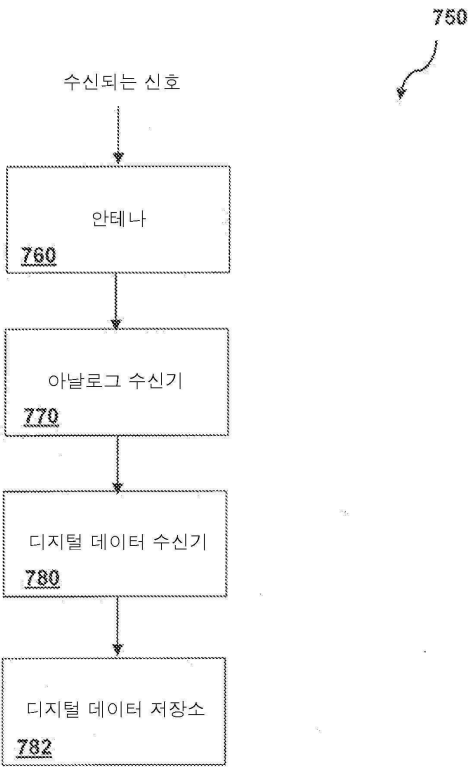 750
수신되는 신호
안테나
760
아날로그 수신기
770
디지털 데이터 수신기
780
디지털 데이터 저장소
782